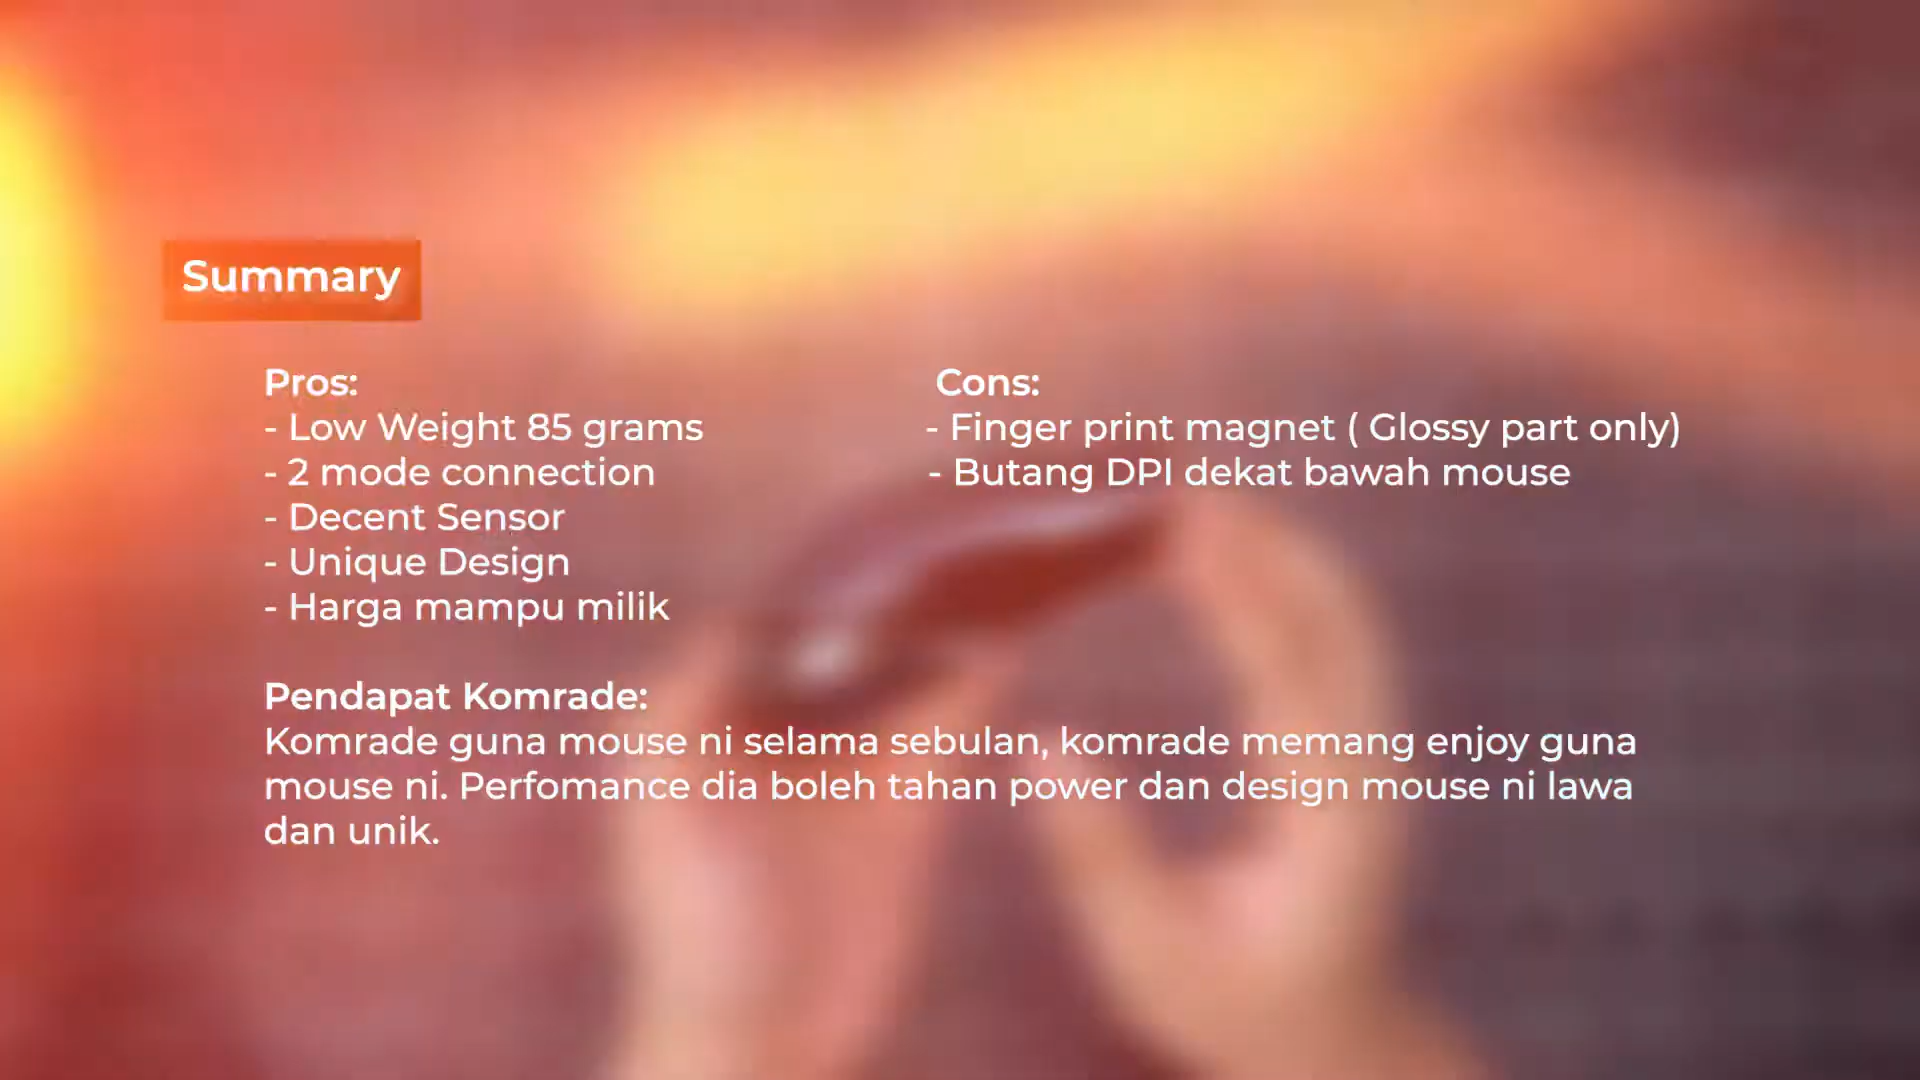 Summary
Pros:
- Low Weight 85 grams
- 2 mode connection
- Decent Sensor
- Unique Design
- Harga mampu milik
Cons:
- Finger print magnet ( Glossy part only)
- Butang DPI dekat bawah mouse
Pendapat Komrade:
Komrade guna mouse ni selama sebulan, komrade memang enjoy guna
mouse ni. Perfomance dia boleh tahan power dan design mouse ni lawa
dan unik.